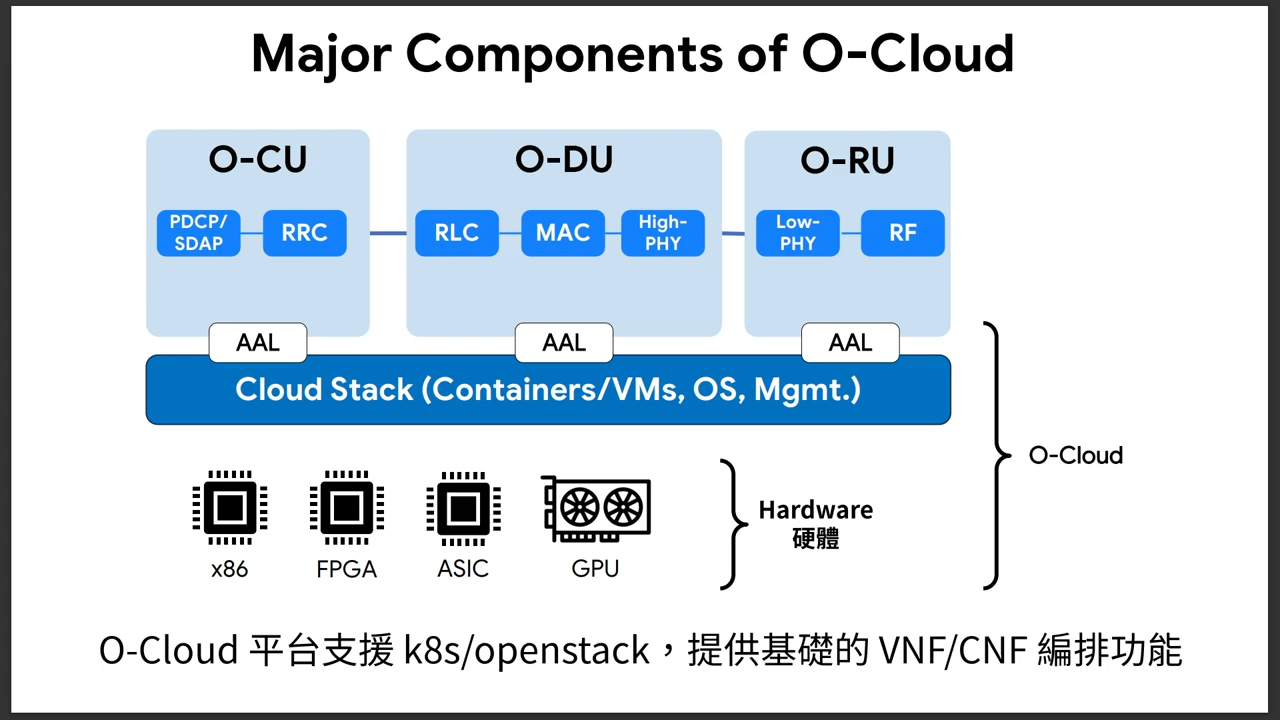 Major Components of O-Cloud
O-CU
O-DU
O-RU
PDCP/
SDAP
RRC
RLC
MAC
High-
PHY
Low-
PHY
RF
AAL
AAL
AAL
Cloud Stack (Containers/VMs, OS, Mgmt.)
O-Cloud
Hardware
硬體
x86
FPGA
ASIC
GPU
O-Cloud 平台支援 k8s/openstack，提供基礎的 VNF/CNF 編排功能